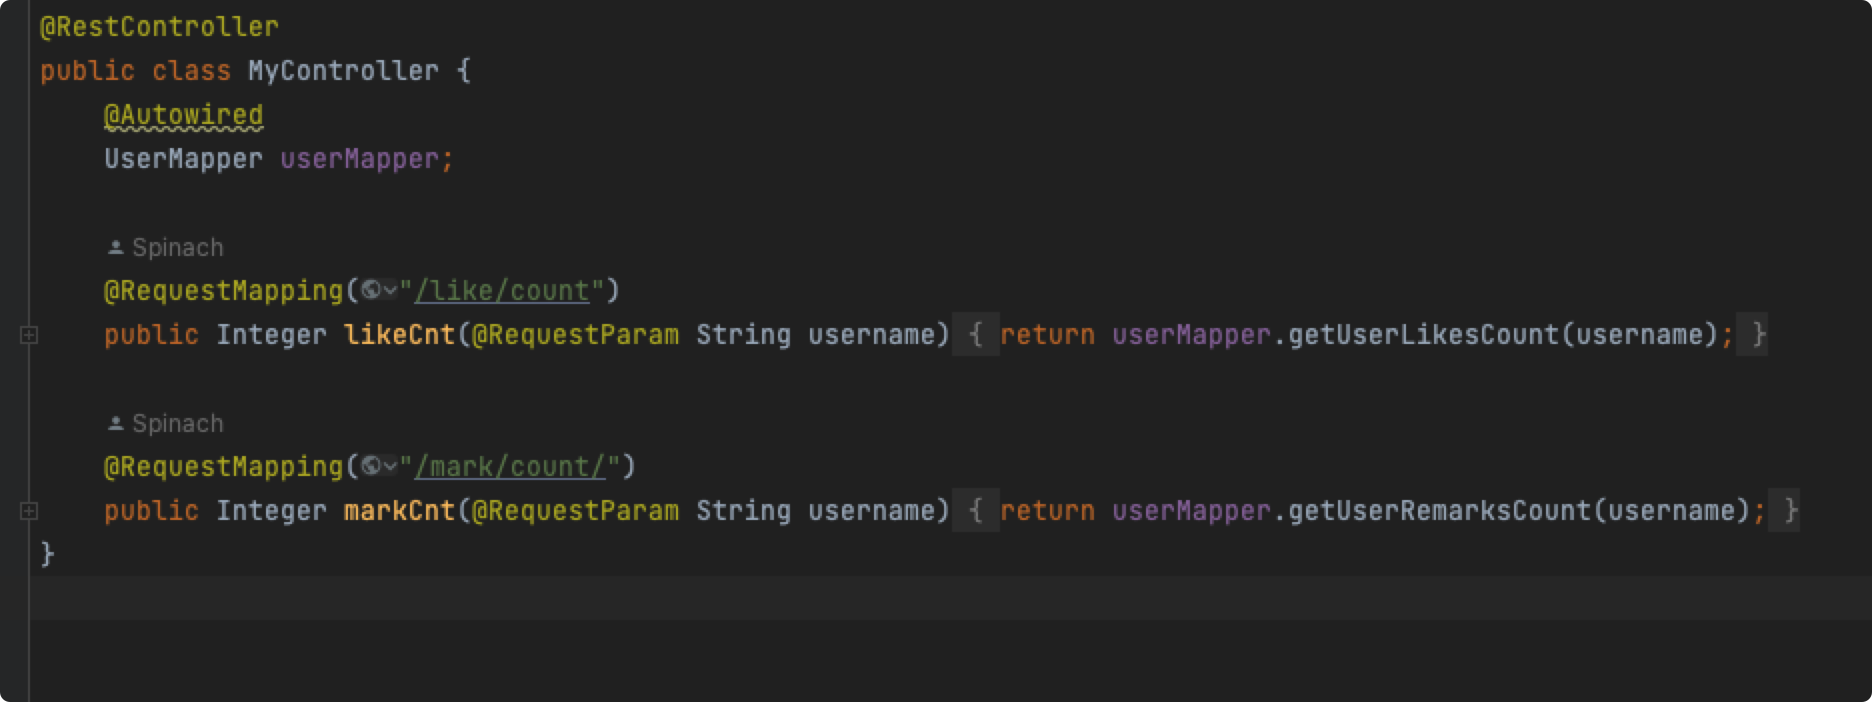 @RestController
public class MyController {
@Autowired
UserMapper userMapper;
Spinach
@RequestMapping("/like/count")
public Integer likeCnt(@RequestParam String username) { return userMapper.getUserLikesCount(username); }
Spinach
@RequestMapping("/mark/count/")
public Integer markCnt(@RequestParam String username) { return userMapper.getUserRemarksCount(username); }
}